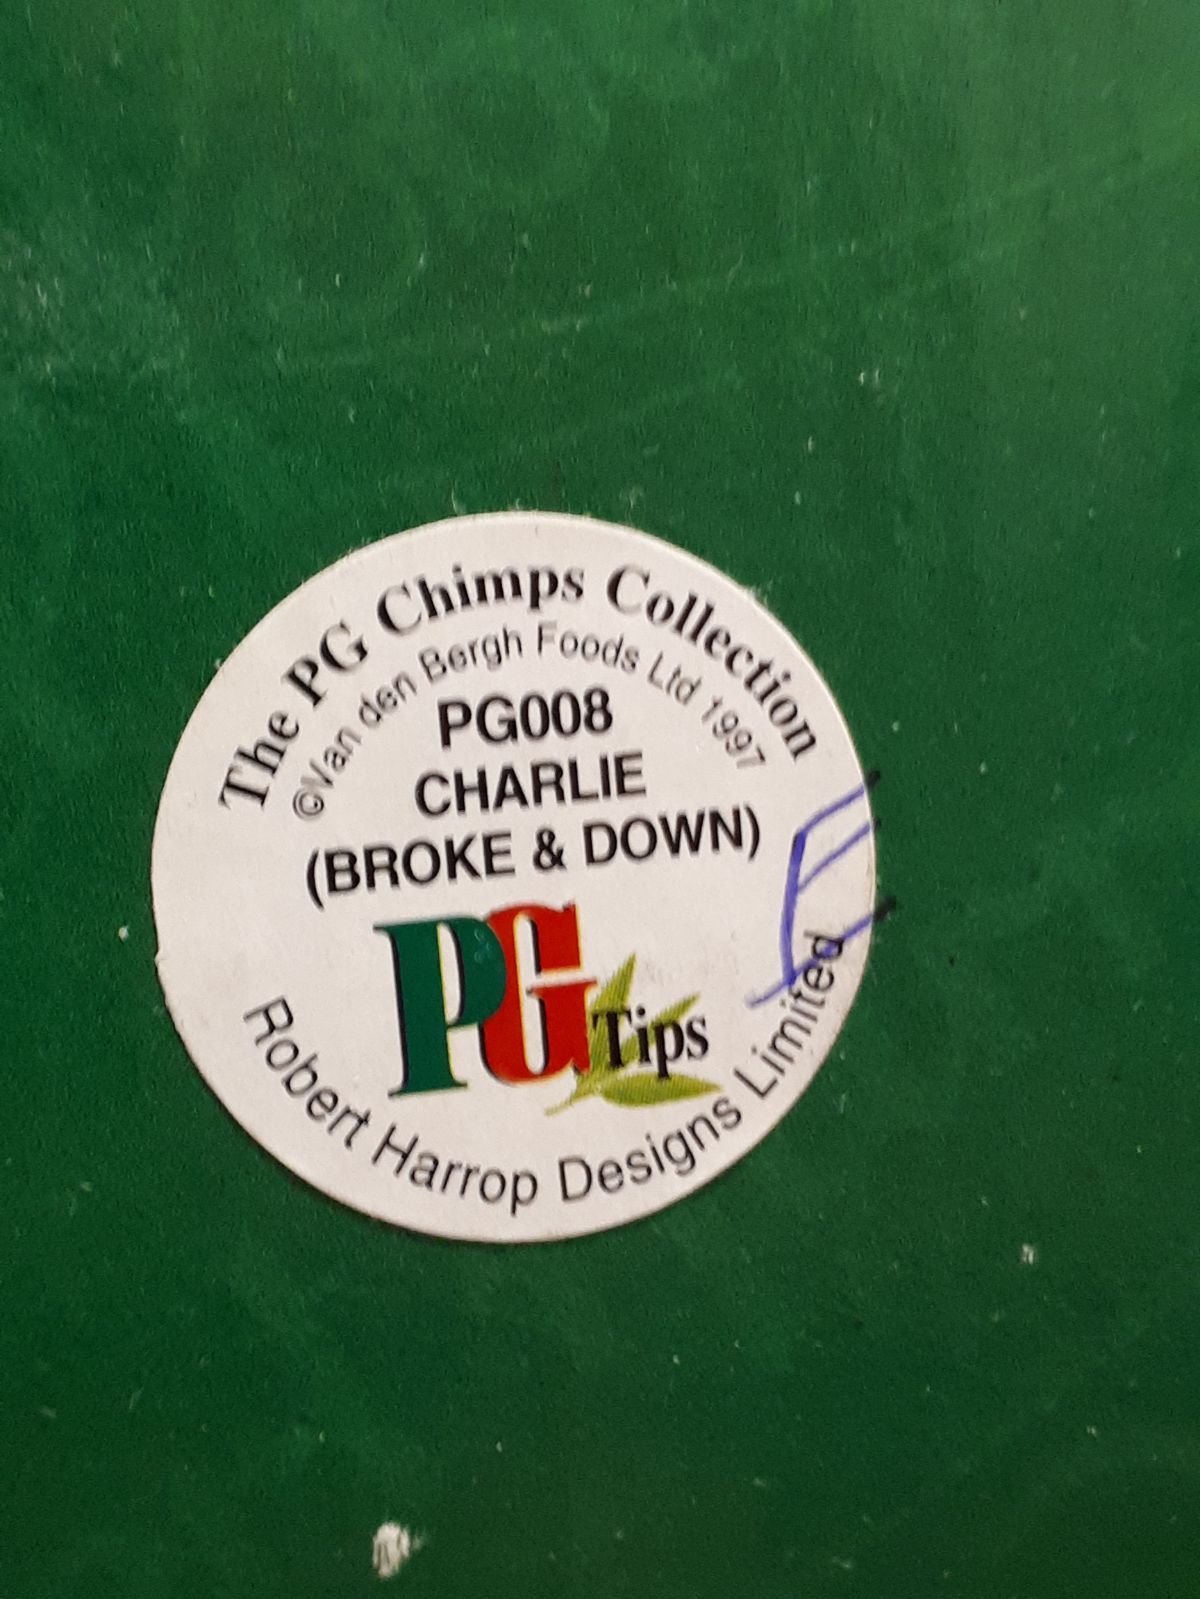 The PG Chimps Collection
©Van den Bergh Foods Ltd 1997
PG008
CHARLIE
(BROKE & DOWN)
PG Tips
Robert Harrop Designs Limited